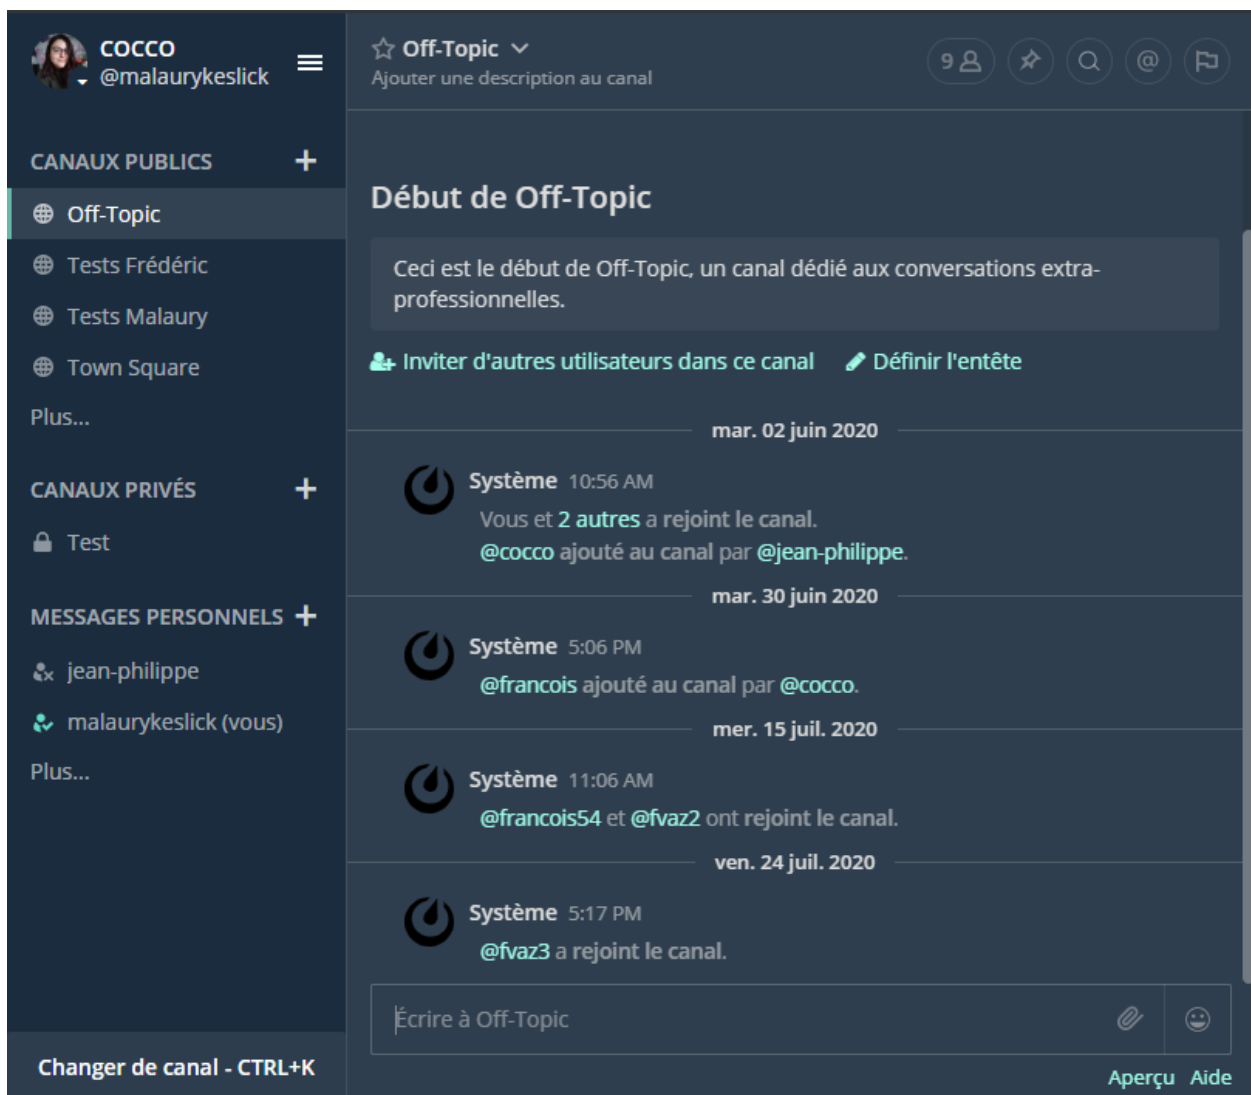 COCCO
@malaurykeslick
CANAUX PUBLICS
Off-Topic
Tests Frédéric
Tests Malaury
Town Square
Plus...
CANAUX PRIVÉS
Test
MESSAGES PERSONNELS
jean-philippe
malaurykeslick (vous)
Plus...
Changer de canal - CTRL+K
Off-Topic
Ajouter une description au canal
9
@
Début de Off-Topic
Ceci est le début de Off-Topic, un canal dédié aux conversations extra-
professionnelles.
Inviter d'autres utilisateurs dans ce canal Définir l'entête
mar. 02 juin 2020
Système 10:56 AM
Vous et 2 autres a rejoint le canal.
@cocco ajouté au canal par @jean-philippe.
mar. 30 juin 2020
Système 5:06 PM
@francois ajouté au canal par @cocco.
mer. 15 juil. 2020
Système 11:06 AM
@francois54 et @fvaz2 ont rejoint le canal.
ven. 24 juil. 2020
Système 5:17 PM
@fvaz3 a rejoint le canal.
Écrire à Off-Topic
Aperçu Aide